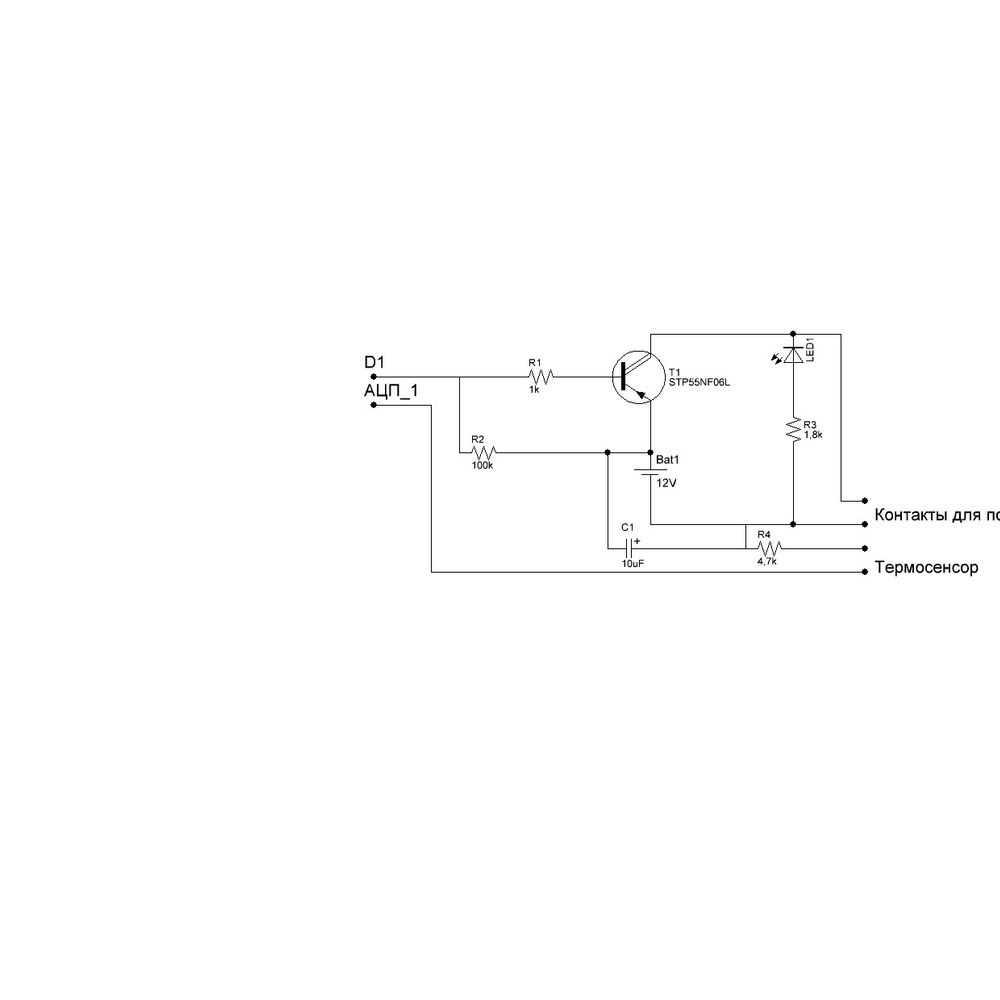 D1
АЦП_1
R1
1k
T1
STP55NF06L
LED1
R3
1,8k
R2
100k
Bat1
12V
Контакты для
C1
+
10uF
R4
4,7k
Термосенсор